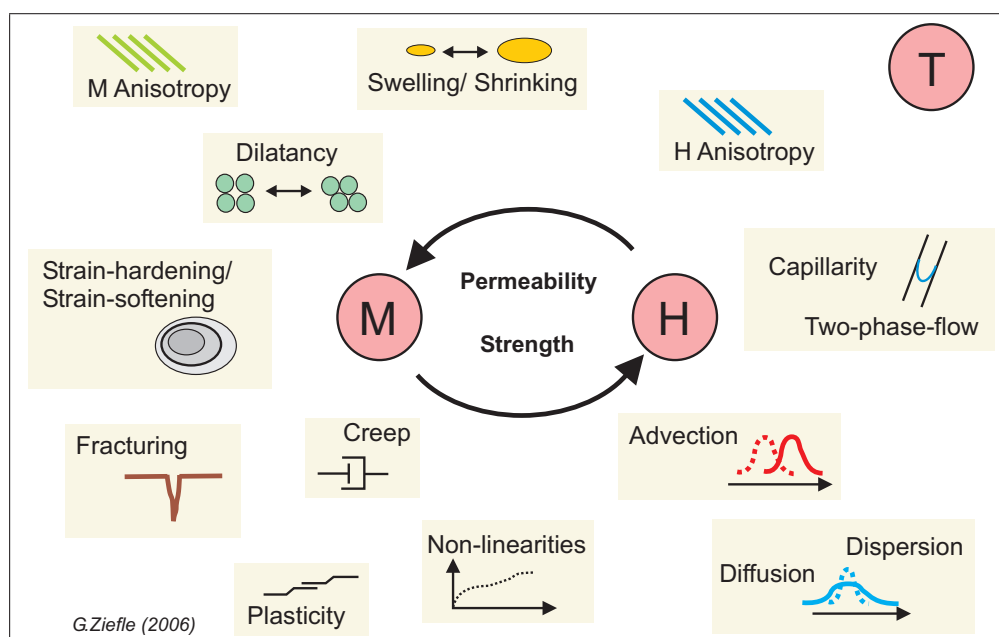 M Anisotropy
Swelling/ Shrinking
T
H Anisotropy
Dilatancy
Strain-hardening/
Strain-softening
M
Permeability
Strength
H
Capillarity
Two-phase-flow
Fracturing
Creep
Advection
Plasticity
Non-linearities
Dispersion
Diffusion
G.Ziefle (2006)